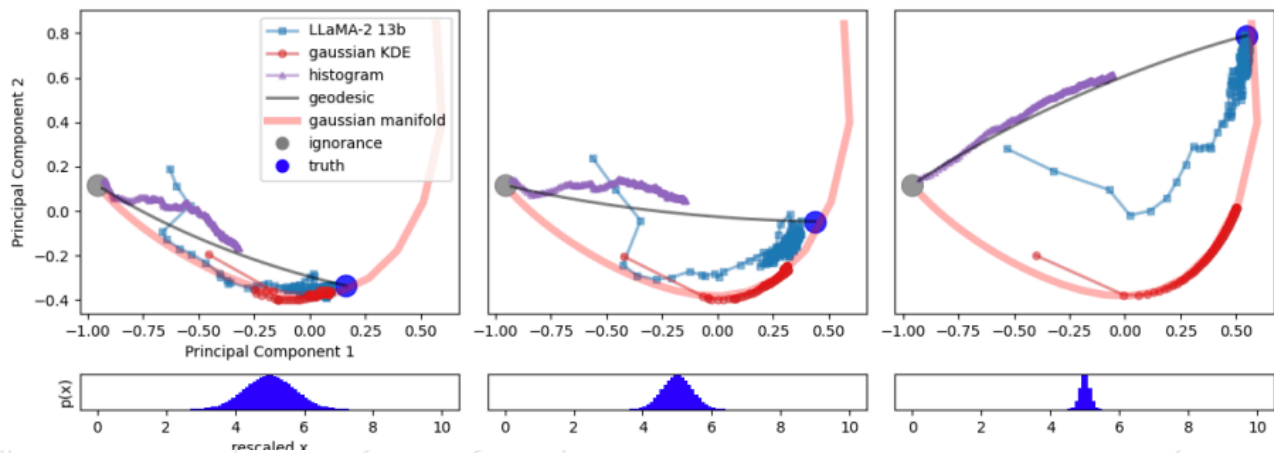 LLaMA-2 13b
gaussian KDE
histogram
geodesic
gaussian manifold
ignorance
truth
Principal Component 2
0.8
0.6
0.4
0.2
0.0
−0.2
−0.4
−1.00 −0.75 −0.50 −0.25 0.00 0.25 0.50
−1.00 −0.75 −0.50 −0.25 0.00 0.25 0.50
−1.00 −0.75 −0.50 −0.25 0.00 0.25 0.50
Principal Component 1
p(x)
0 2 4 6 8 10
0 2 4 6 8 10
0 2 4 6 8 10
rescaled x